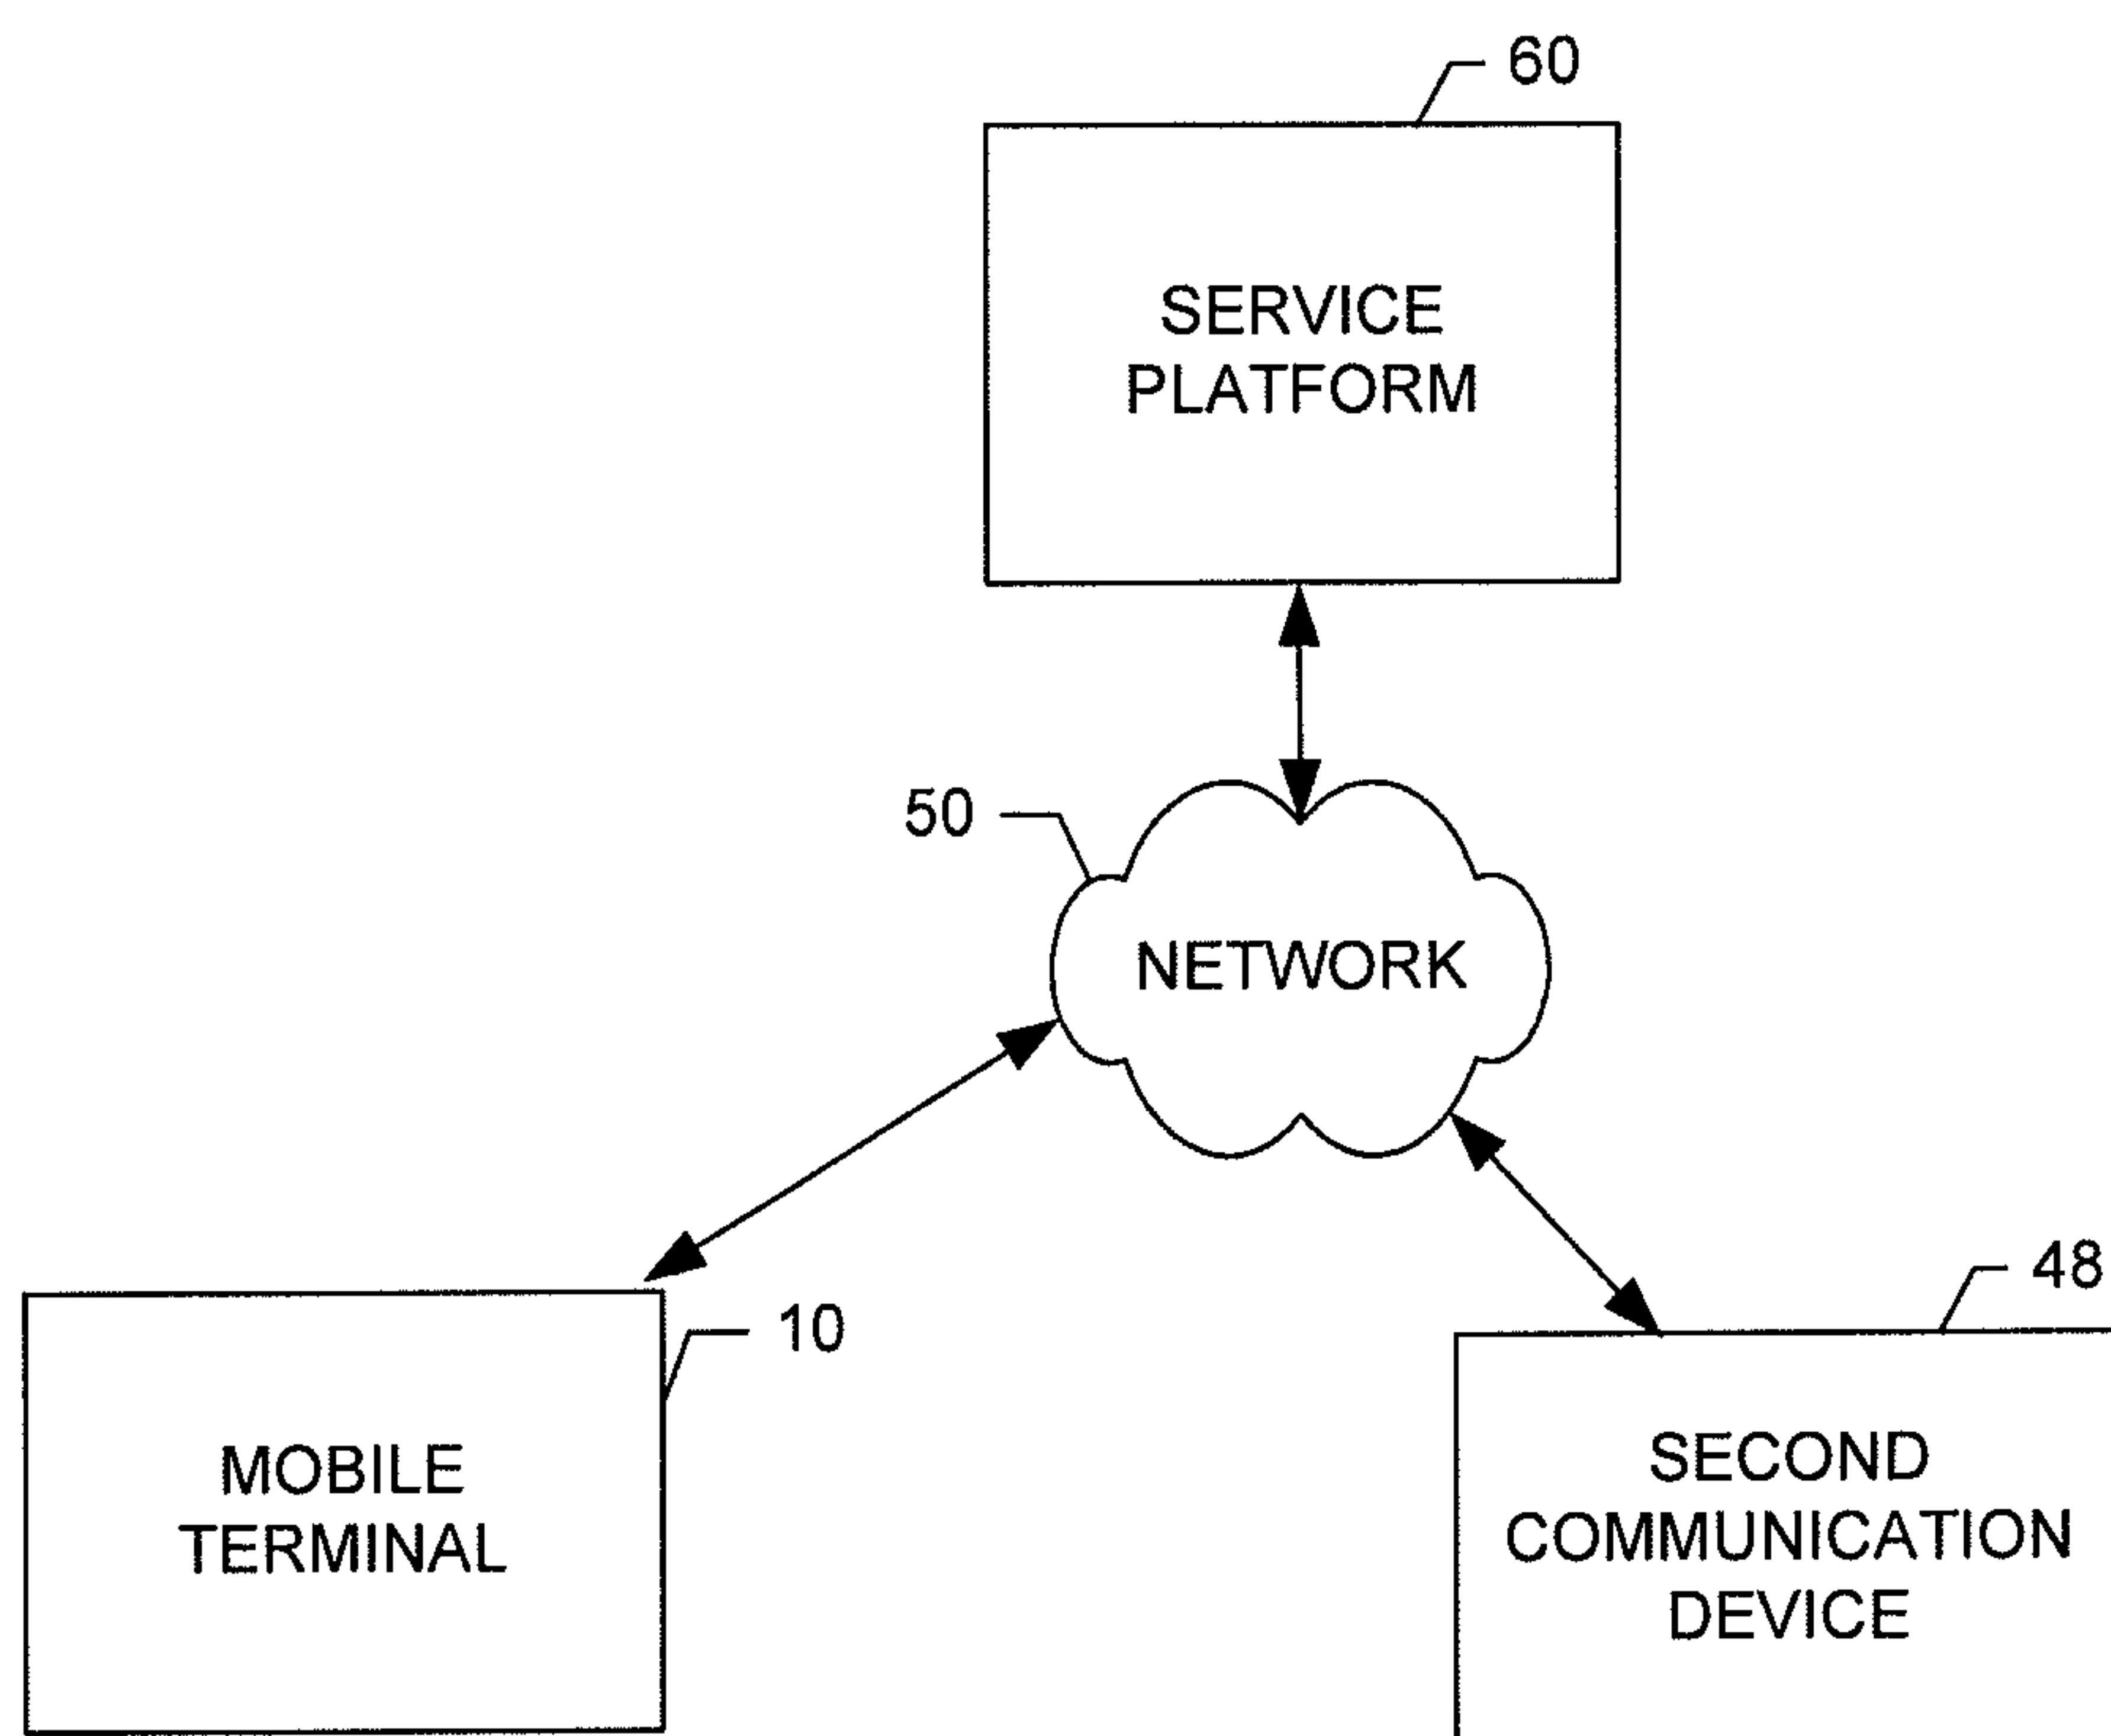 60
SERVICE
PLATFORM
50
NETWORK
48
10
MOBILE
TERMINAL
SECOND
COMMUNICATION
DEVICE